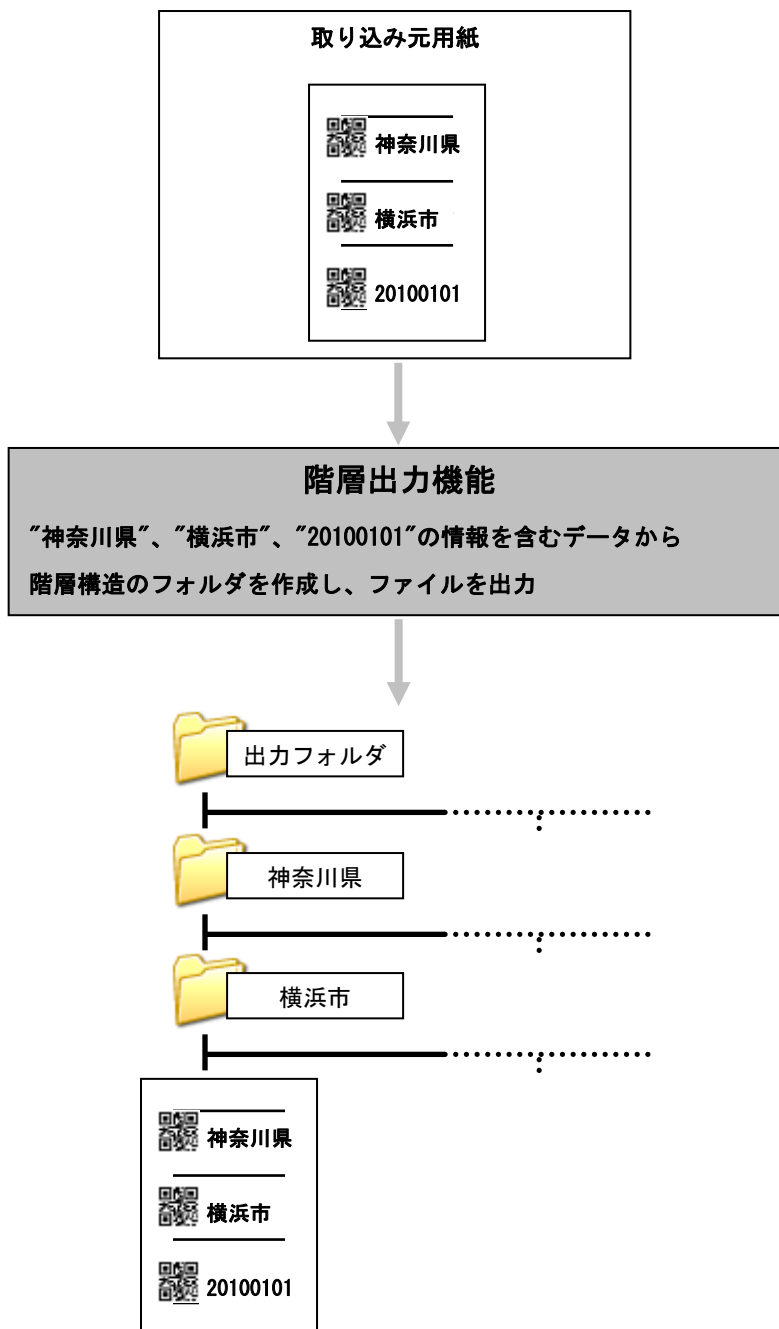 取り込み元用紙
神奈川県
横浜市
20100101
階層出力機能
"神奈川県"、"横浜市"、"20100101"の情報を含むデータから
階層構造のフォルダを作成し、ファイルを出力
出力フォルダ
神奈川県
横浜市
神奈川県
横浜市
20100101